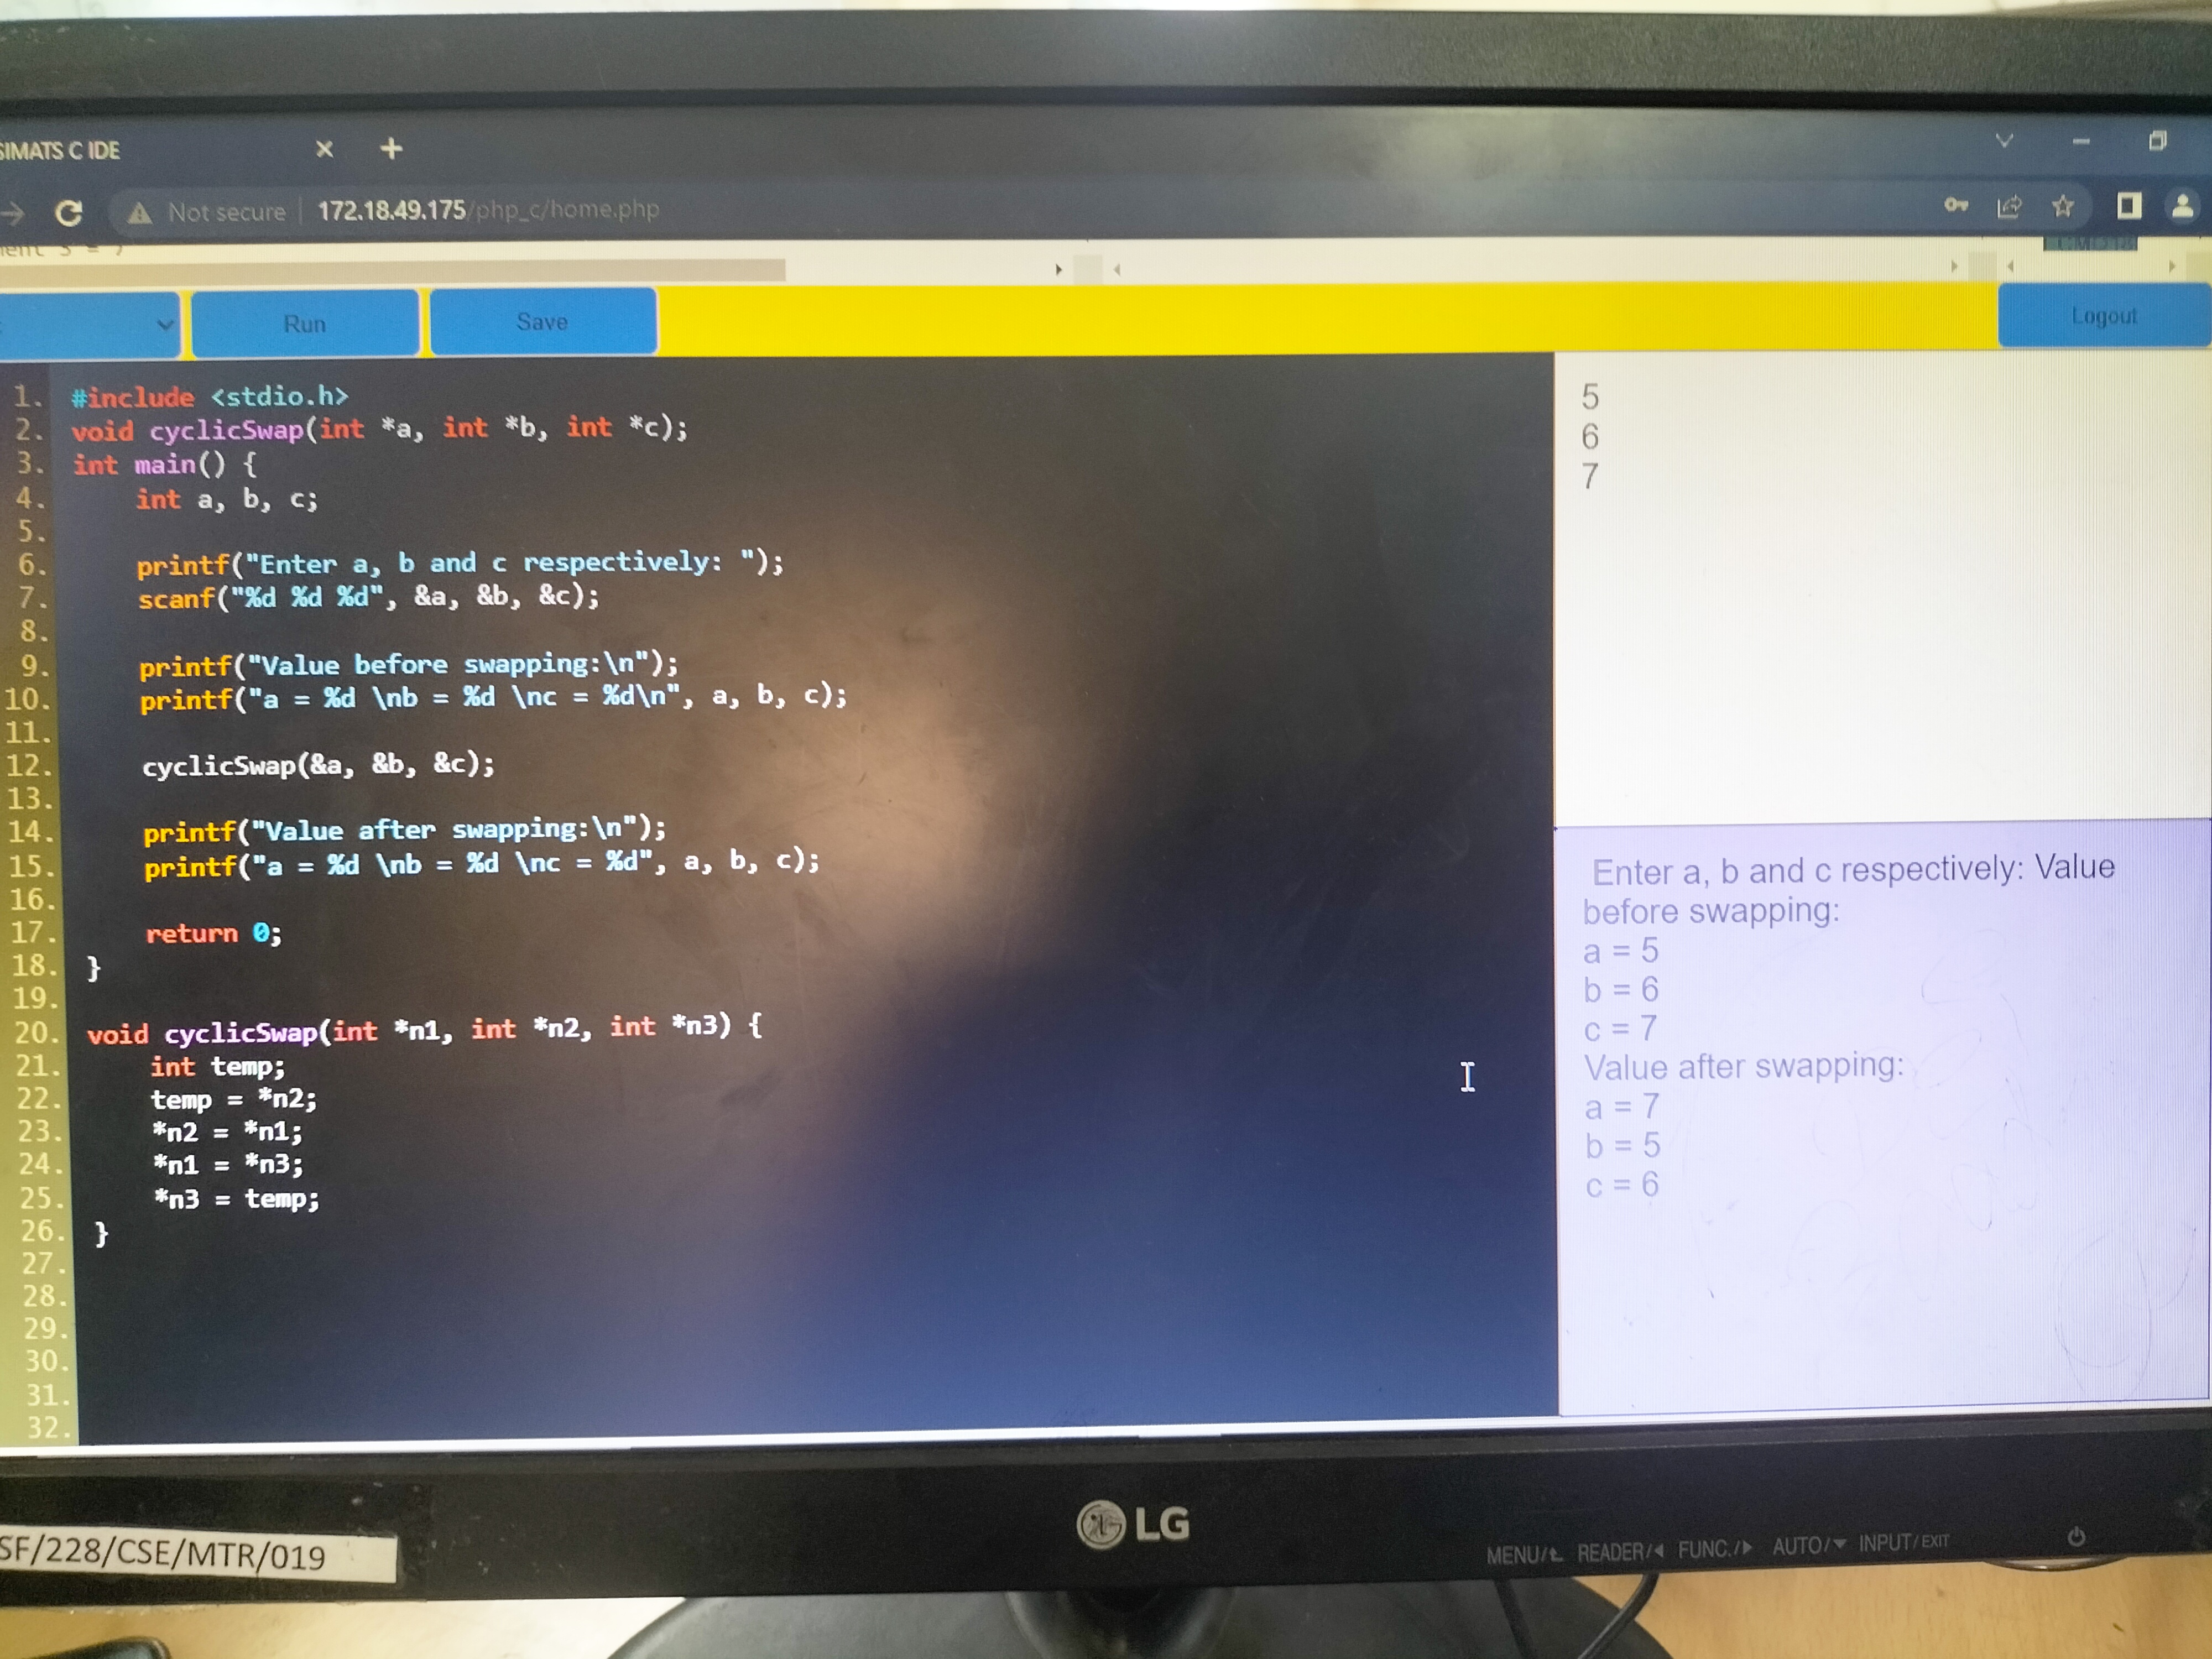 SIMATS C IDE
Not secure 172.18.49.175/php_c/home.php
Run
Save
Logout
1. #include <stdio.h>
2. void cyclicSwap(int *a, int *b, int *c);
3. int main() {
4. int a, b, c;
5.
6. printf("Enter a, b and c respectively: ");
7. scanf("%d %d %d", &a, &b, &c);
8.
9. printf("Value before swapping:\n");
10. printf("a = %d \nb = %d \nc = %d\n", a, b, c);
11.
12. cyclicSwap(&a, &b, &c);
13.
14. printf("Value after swapping:\n");
15. printf("a = %d \nb = %d \nc = %d", a, b, c);
16.
17. return 0;
18. }
19.
20. void cyclicSwap(int *n1, int *n2, int *n3) {
21. int temp;
22. temp = *n2;
23. *n2 = *n1;
24. *n1 = *n3;
25. *n3 = temp;
26. }
27.
28.
29.
30.
31.
32.
5
6
7
Enter a, b and c respectively: Value
before swapping:
a = 5
b = 6
c = 7
Value after swapping:
a = 7
b = 5
c = 6
LG
SF/228/CSE/MTR/019
MENU/ READER/ FUNC./ AUTO/ INPUT/EXIT